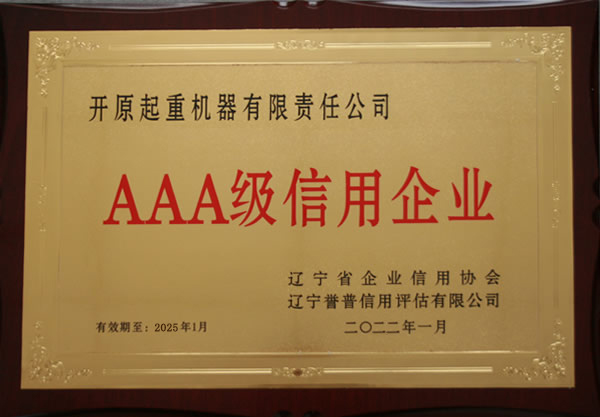 开原起重机器有限责任公司
AAA级信用企业
辽宁省企业信用协会
辽宁誉普信用评估有限公司
有效期至：2025年1月
二〇二二年一月